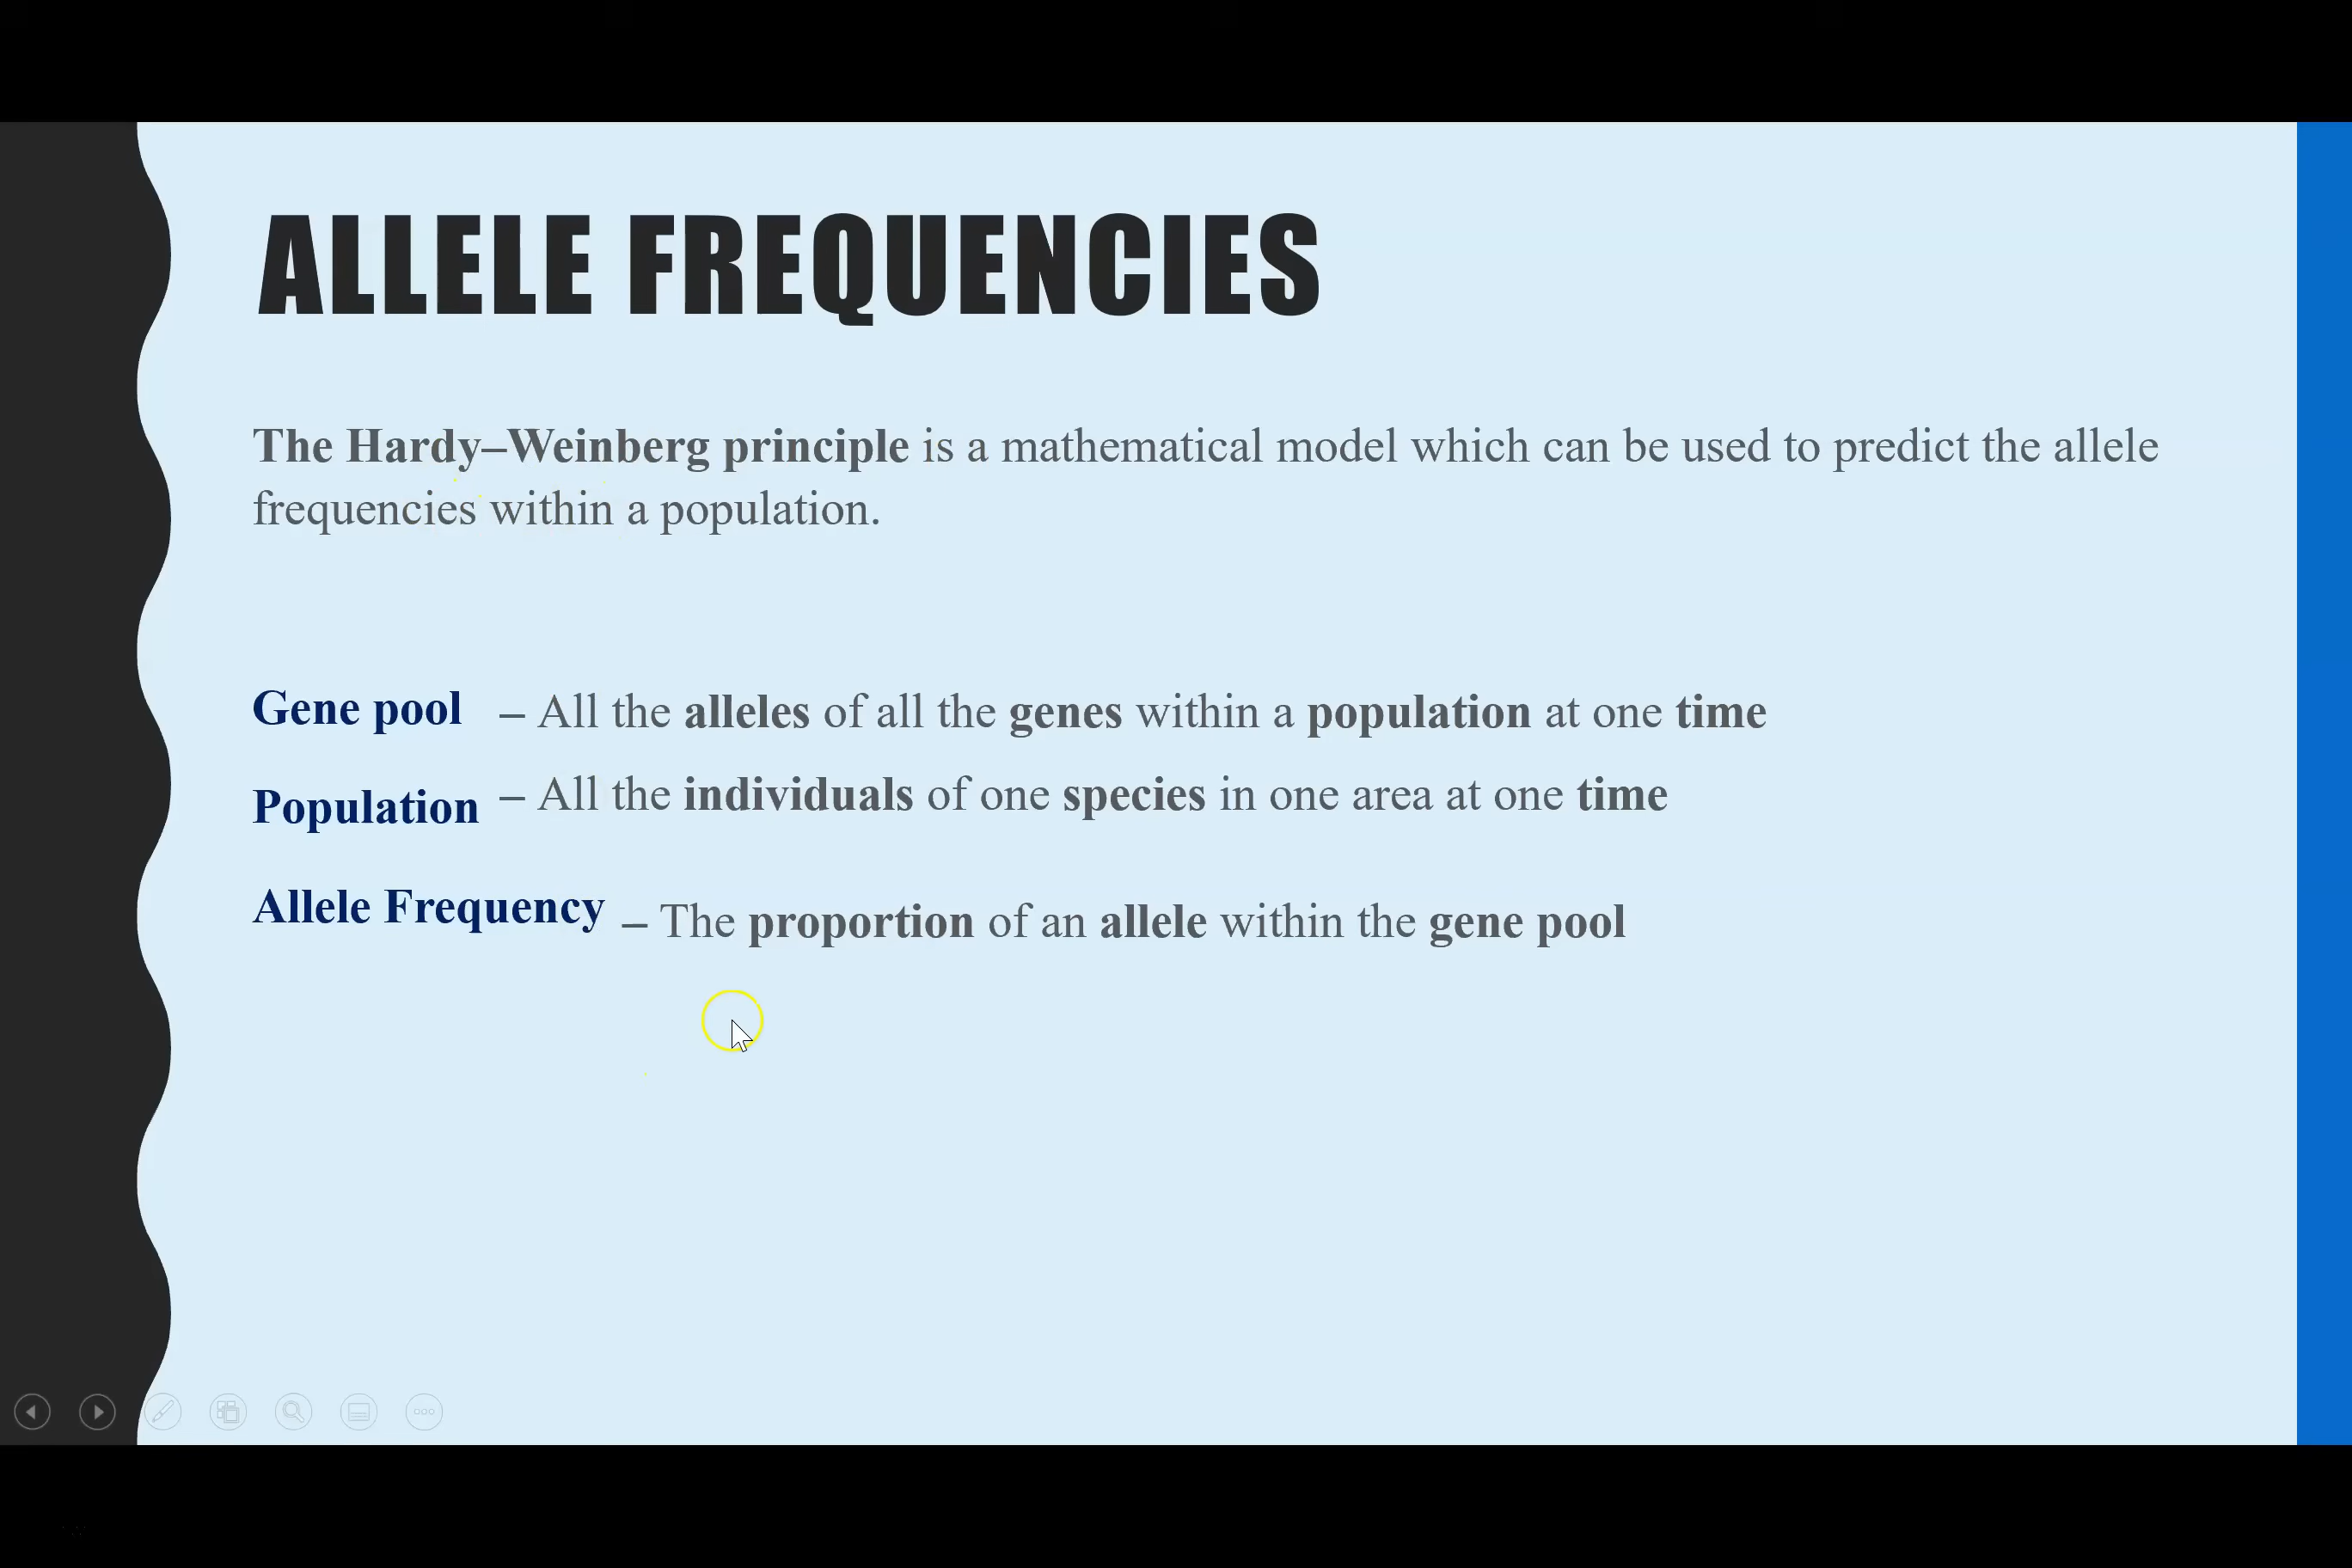 ALLELE FREQUENCIES
The Hardy–Weinberg principle is a mathematical model which can be used to predict the allele
frequencies within a population.
Gene pool – All the alleles of all the genes within a population at one time
Population – All the individuals of one species in one area at one time
Allele Frequency – The proportion of an allele within the gene pool